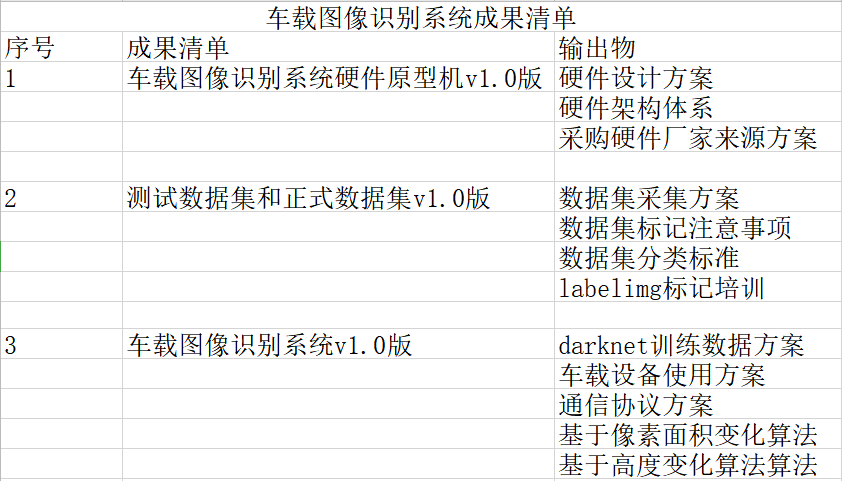 车载图像识别系统成果清单
序号 成果清单 输出物
1 车载图像识别系统硬件原型机v1.0版 硬件设计方案
硬件架构体系
采购硬件厂家来源方案
2 测试数据集和正式数据集v1.0版 数据集采集方案
数据集标记注意事项
数据集分类标准
labelimg标记培训
3 车载图像识别系统v1.0版 darknet训练数据方案
车载设备使用方案
通信协议方案
基于像素面积变化算法
基于高度变化算法算法